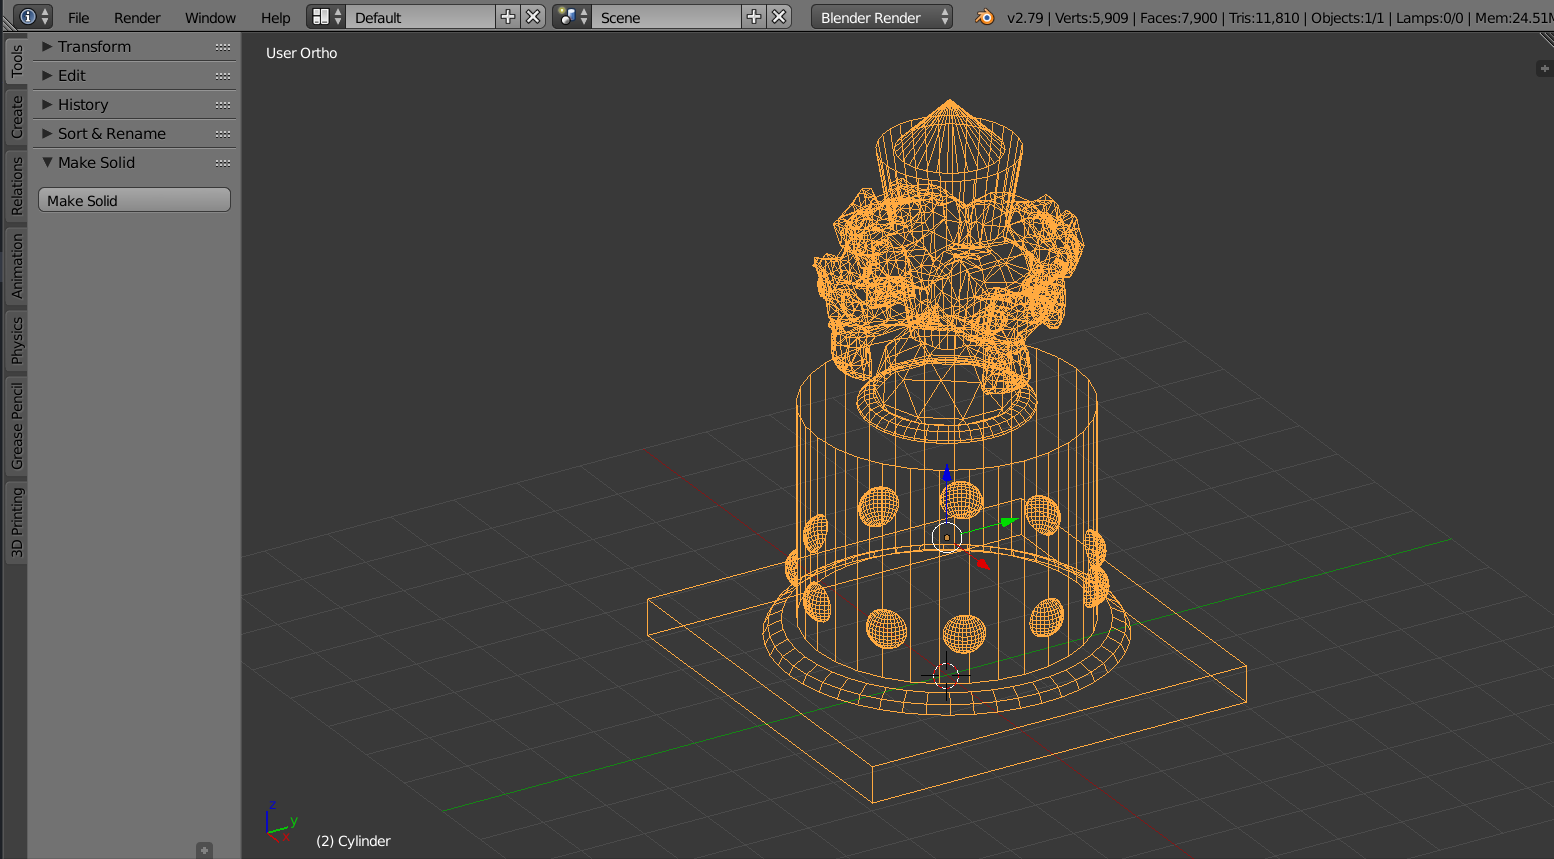 File Render Window Help Default Scene Blender Render v2.79 | Verts:5,909 | Faces:7,900 | Tris:11,810 | Objects:1/1 | Lamps:0/0 | Mem:24.51M
User Ortho
Tools
Create
Relations
Animation
Physics
Grease Pencil
3D Printing
Transform
Edit
History
Sort & Rename
Make Solid
Make Solid
z
y
x
(2) Cylinder